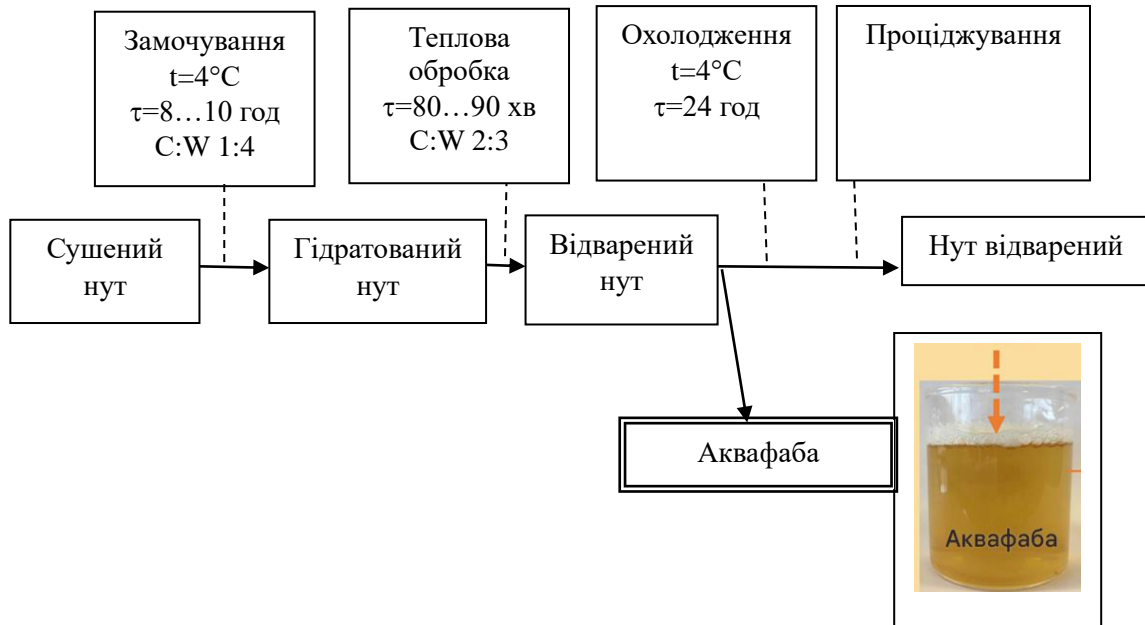 Замочування
t=4°C
τ=8…10 год
C:W 1:4
Теплова
обробка
τ=80…90 хв
C:W 2:3
Охолодження
t=4°C
τ=24 год
Проціджування
Сушений
нут
Гідратований
нут
Відварений
нут
Нут відварений
Аквафаба
Аквафаба